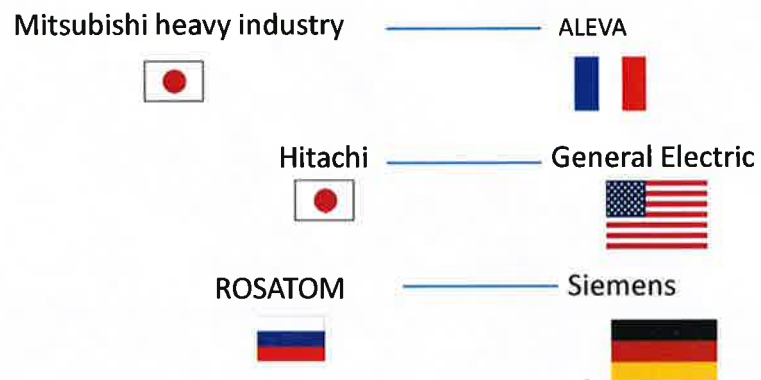 Mitsubishi heavy industry ALEVA
Hitachi General Electric
ROSATOM Siemens